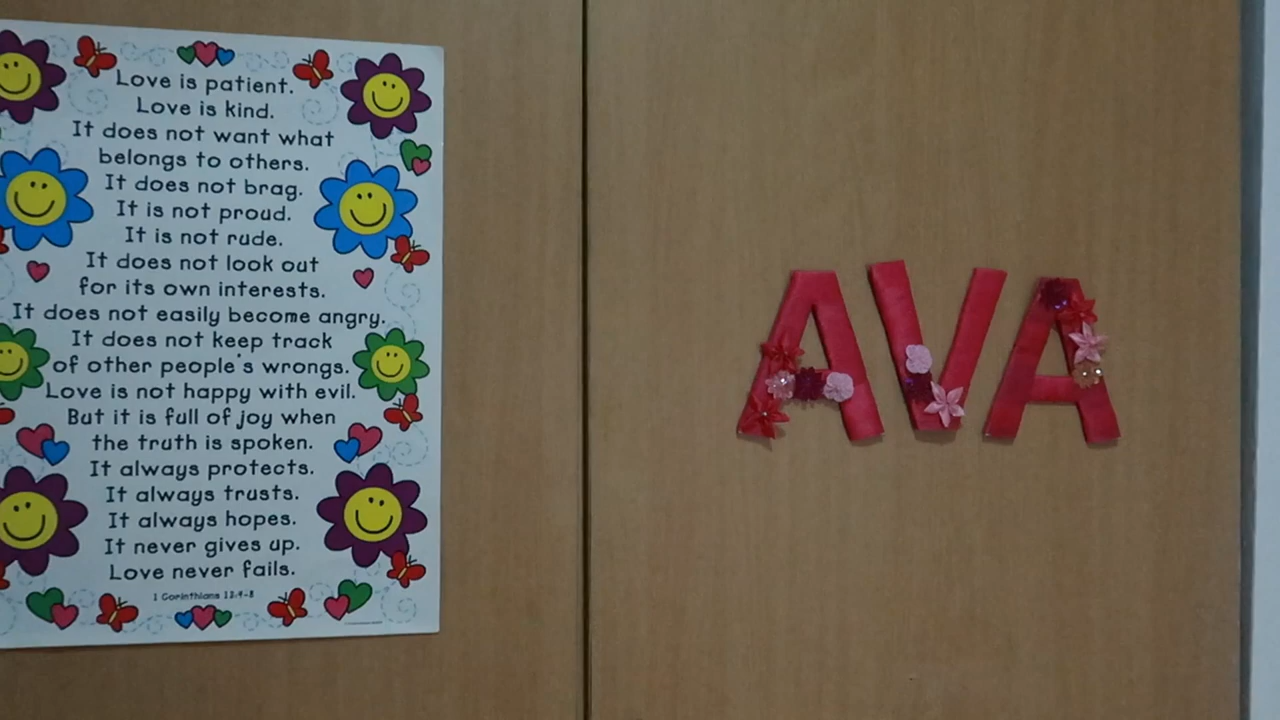 Love is patient.
Love is kind.
It does not want what
belongs to others.
It does not brag.
It is not proud.
It is not rude.
It does not look out
for its own interests.
It does not easily become angry.
It does not keep track
of other people's wrongs.
Love is not happy with evil.
But it is full of joy when
the truth is spoken.
It always protects.
It always trusts.
It always hopes.
It never gives up.
Love never fails.
1 Corinthians 13:4-8
AVA